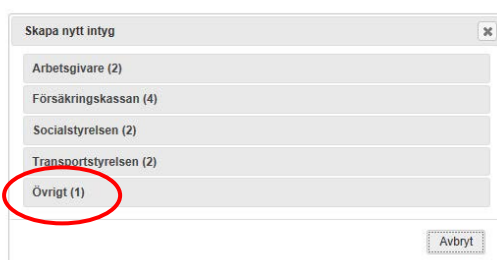 Skapa nytt intyg
Arbetsgivare (2)
Försäkringskassan (4)
Socialstyrelsen (2)
Transportstyrelsen (2)
Övrigt (1)
Avbryt